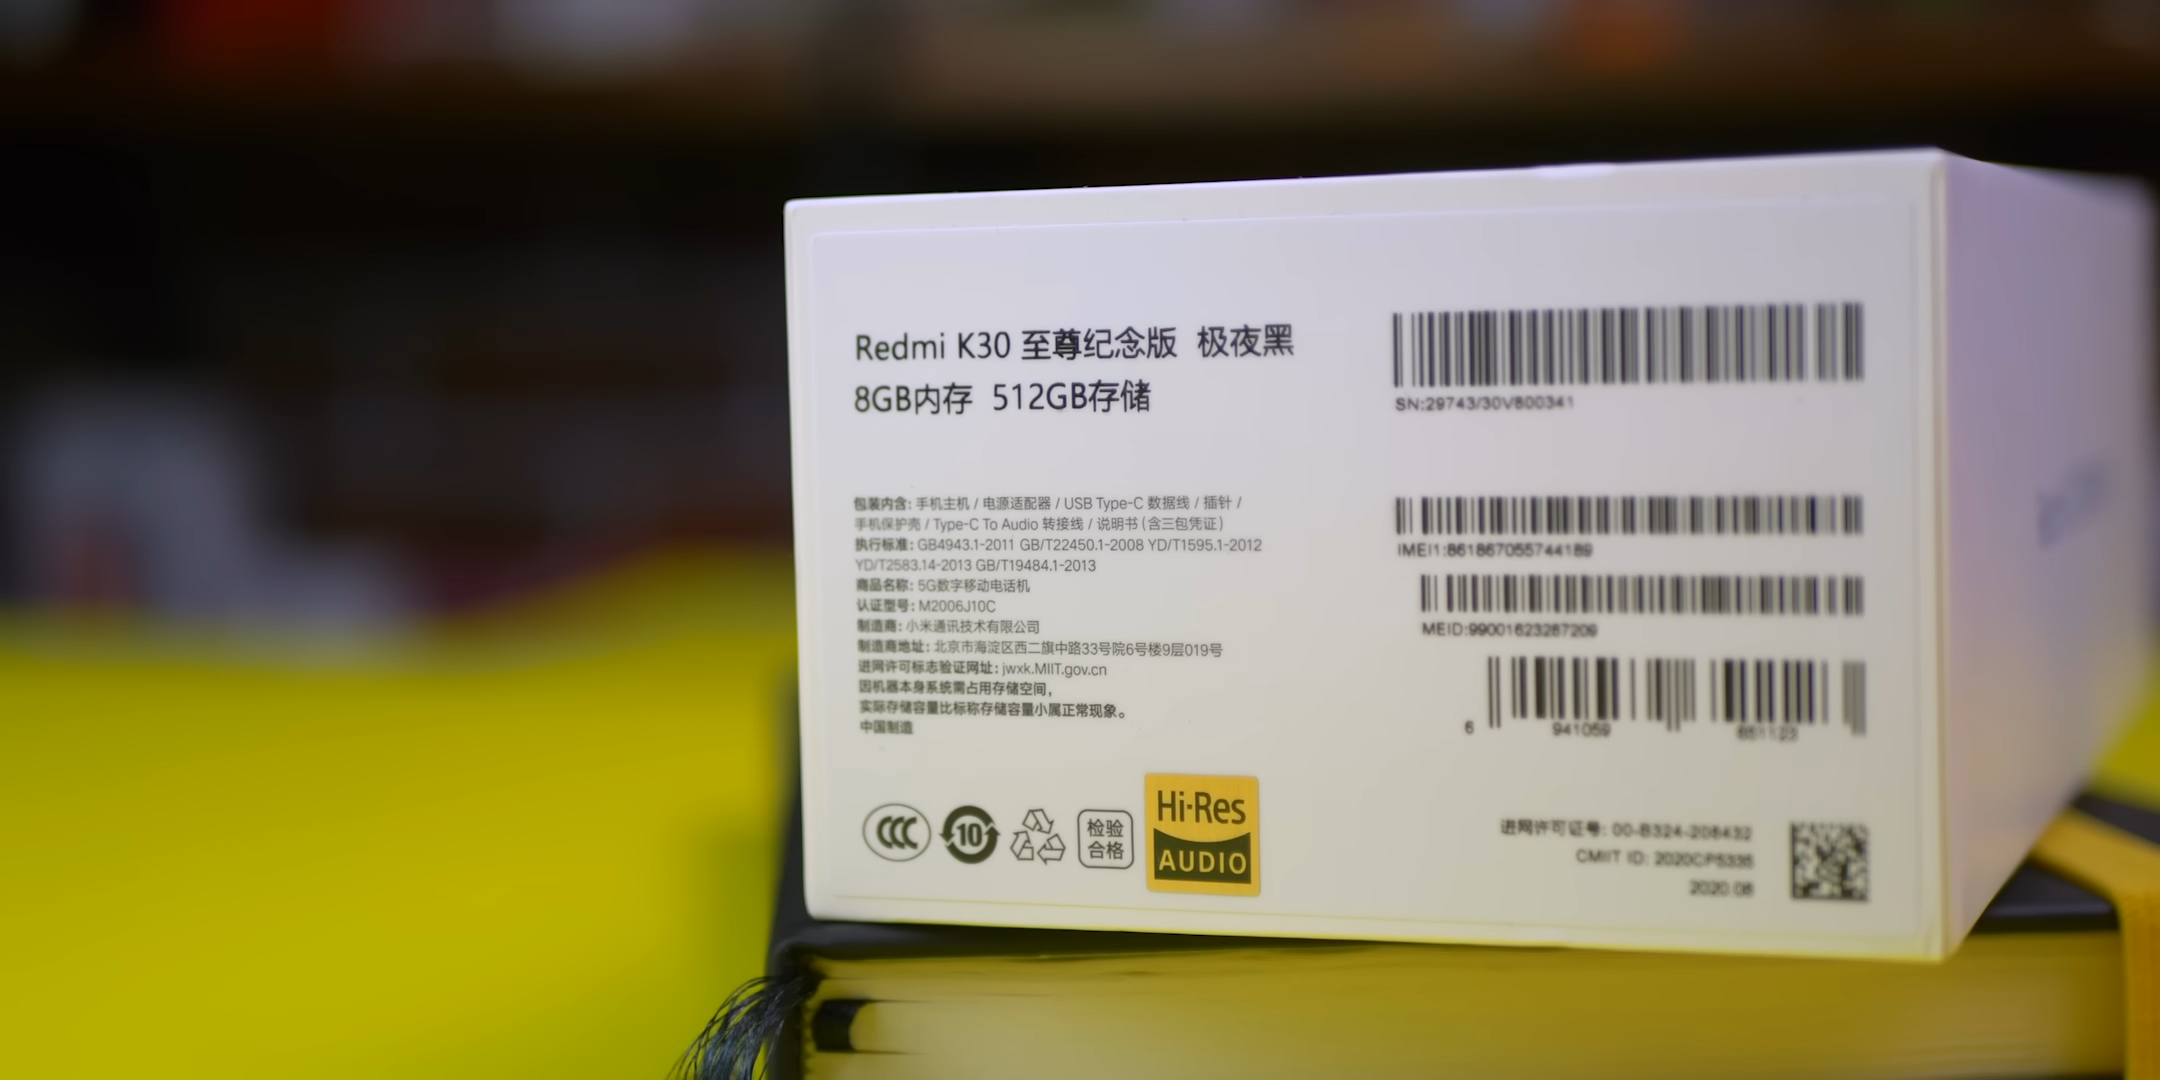 Redmi K30 至尊纪念版 极夜黑
8GB内存 512GB存储
包装内含: 手机主机 / 电源适配器 / USB Type-C 数据线 / 插针 /
手机保护壳 / Type-C To Audio 转接线 / 说明书 (含三包凭证)
执行标准: GB4943.1-2011 GB/T22450.1-2008 YD/T1595.1-2012
YD/T2583.14-2013 GB/T19484.1-2013
商品名称: 5G数字移动电话机
认证型号: M2006J10C
制造商: 小米通讯技术有限公司
制造商地址: 北京市海淀区西二旗中路33号院6号楼9层019号
进网许可标志验证网址: jwxk.MIIT.gov.cn
因机器本身系统需占用存储空间,
实际存储容量比标称存储容量小属正常现象。
中国制造
CCC
10
检验
合格
Hi-Res
AUDIO
SN:29743/30V800341
IMEI1:861867055744189
MEID:99001623287209
6 941059
进网许可证号: 00-B324-208432
CMIIT ID: 2020CP5335
2020.08